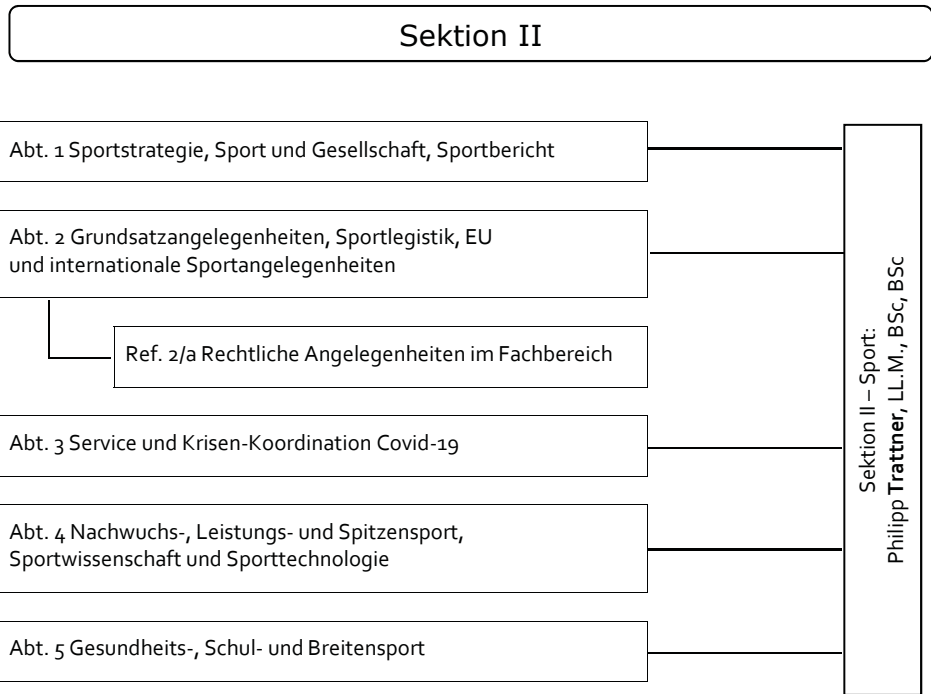 Sektion II
Abt. 1 Sportstrategie, Sport und Gesellschaft, Sportbericht
Abt. 2 Grundsatzangelegenheiten, Sportlegistik, EU
und internationale Sportangelegenheiten
Ref. 2/a Rechtliche Angelegenheiten im Fachbereich
Abt. 3 Service und Krisen-Koordination Covid-19
Abt. 4 Nachwuchs-, Leistungs- und Spitzensport,
Sportwissenschaft und Sporttechnologie
Abt. 5 Gesundheits-, Schul- und Breitensport
Sektion II – Sport:
Philipp Trattner, LL.M., BSc, BSc